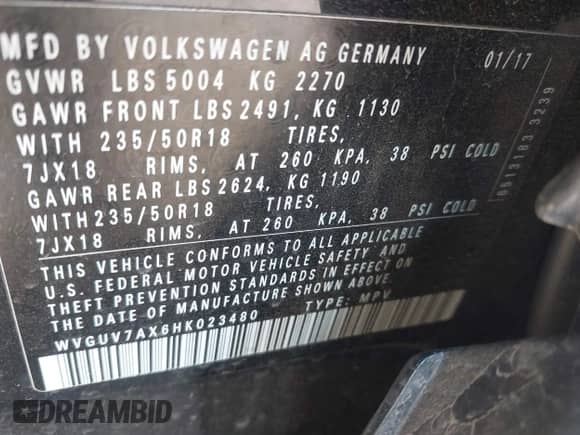 MFD BY VOLKSWAGEN AG GERMANY 01/17
GVWR LBS 5004 KG 2270
GAWR FRONT LBS 2491, KG 1130
WITH 235/50R18 TIRES,
7JX18 RIMS, AT 260 KPA, 38 PSI COLD
GAWR REAR LBS 2624, KG 1190
WITH 235/50R18 TIRES,
7JX18 RIMS, AT 260 KPA, 38 PSI COLD
THIS VEHICLE CONFORMS TO ALL APPLICABLE
U.S. FEDERAL MOTOR VEHICLE SAFETY AND
THEFT PREVENTION STANDARDS IN EFFECT ON
THE DATE OF MANUFACTURE SHOWN ABOVE.
WVGUV7AX6HK023480 TYPE: MPV
DREAMBID